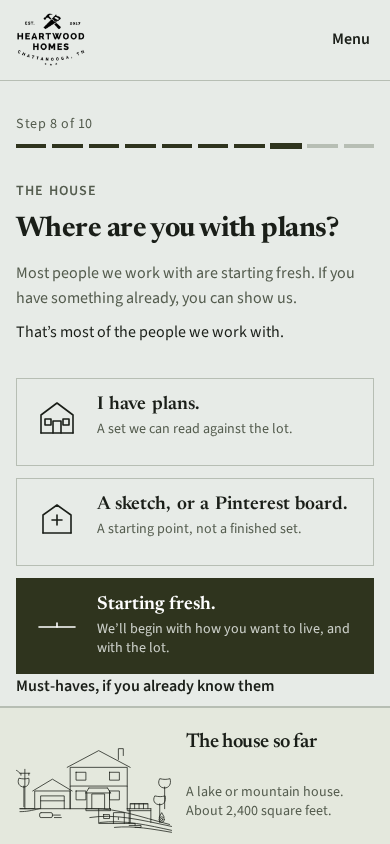 EST. 2017
HEARTWOOD
HOMES
CHATTANOOGA, TN
Menu
Step 8 of 10
THE HOUSE
Where are you with plans?
Most people we work with are starting fresh. If you
have something already, you can show us.
That's most of the people we work with.
I have plans.
A set we can read against the lot.
A sketch, or a Pinterest board.
A starting point, not a finished set.
Starting fresh.
We'll begin with how you want to live, and
with the lot.
Must-haves, if you already know them
The house so far
A lake or mountain house.
About 2,400 square feet.